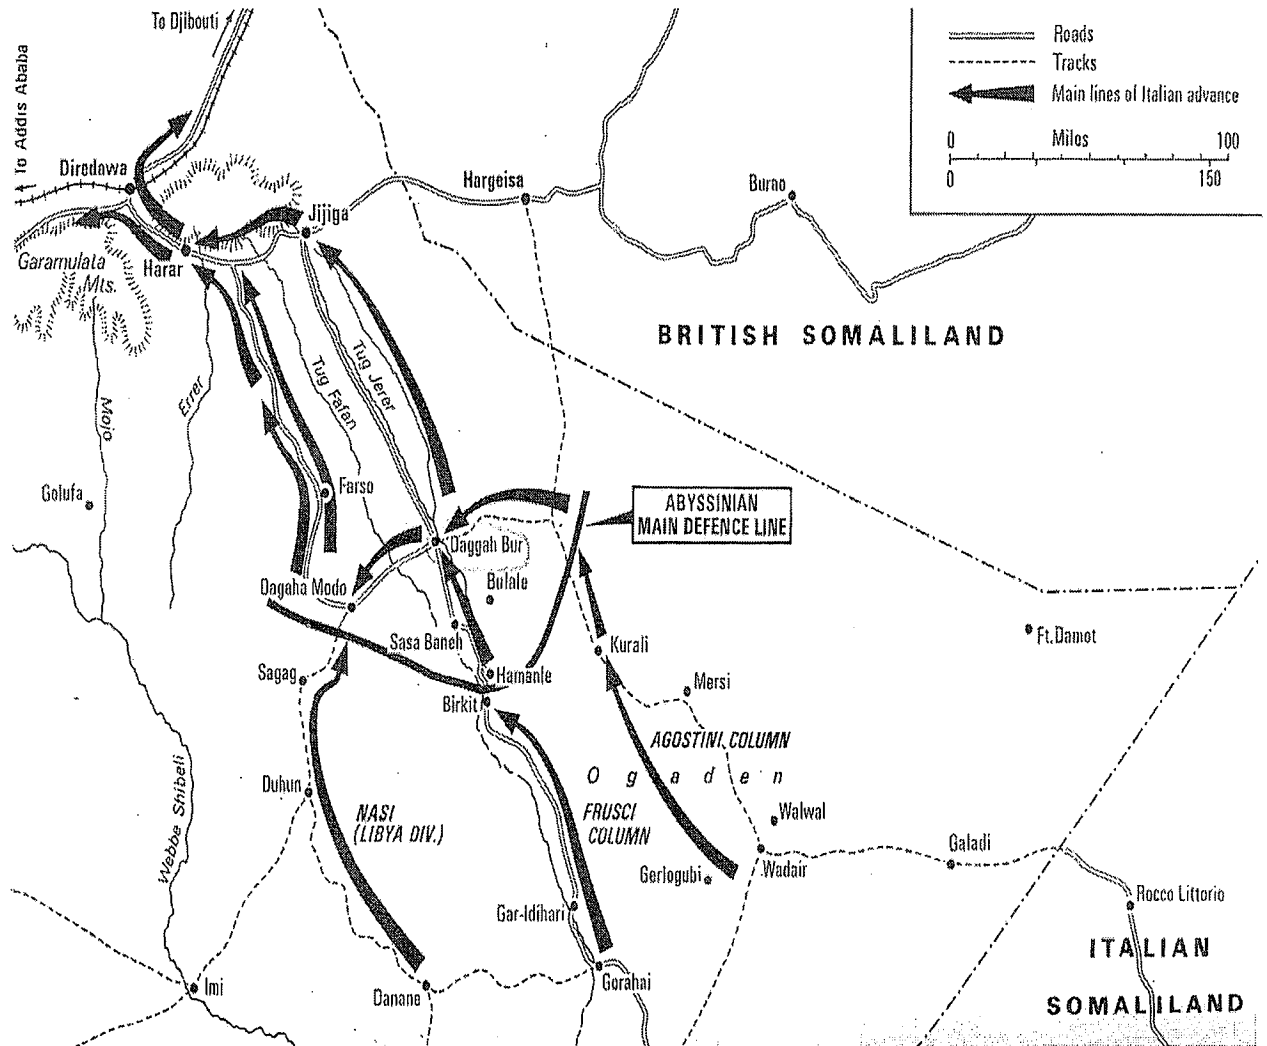 To Djibouti
To Addis Ababa
Roads
Tracks
Main lines of Italian advance
0 Miles 100
0 150
Diredawa
Hargeisa
Burno
Jijiga
Harar
Garamulata
Mts.
BRITISH SOMALILAND
Tug Jerer
Tug Fafan
Errer
Mojo
Golufa
Farso
ABYSSINIAN
MAIN DEFENCE LINE
Daggah Bur
Bulale
Dagaha Modo
Sasa Baneh
Kurali
Ft. Damot
Sagag
Hamanle
Mersi
Birkit
AGOSTINI COLUMN
Ogaden
Webbe Shibeli
Duhun
NASI
(LIBYA DIV.)
FRUSCI
COLUMN
Walwal
Galadi
Wadair
Gerlogubi
Rocco Littorio
Gar-Idihari
ITALIAN
SOMALILAND
Imi
Danane
Gorahai